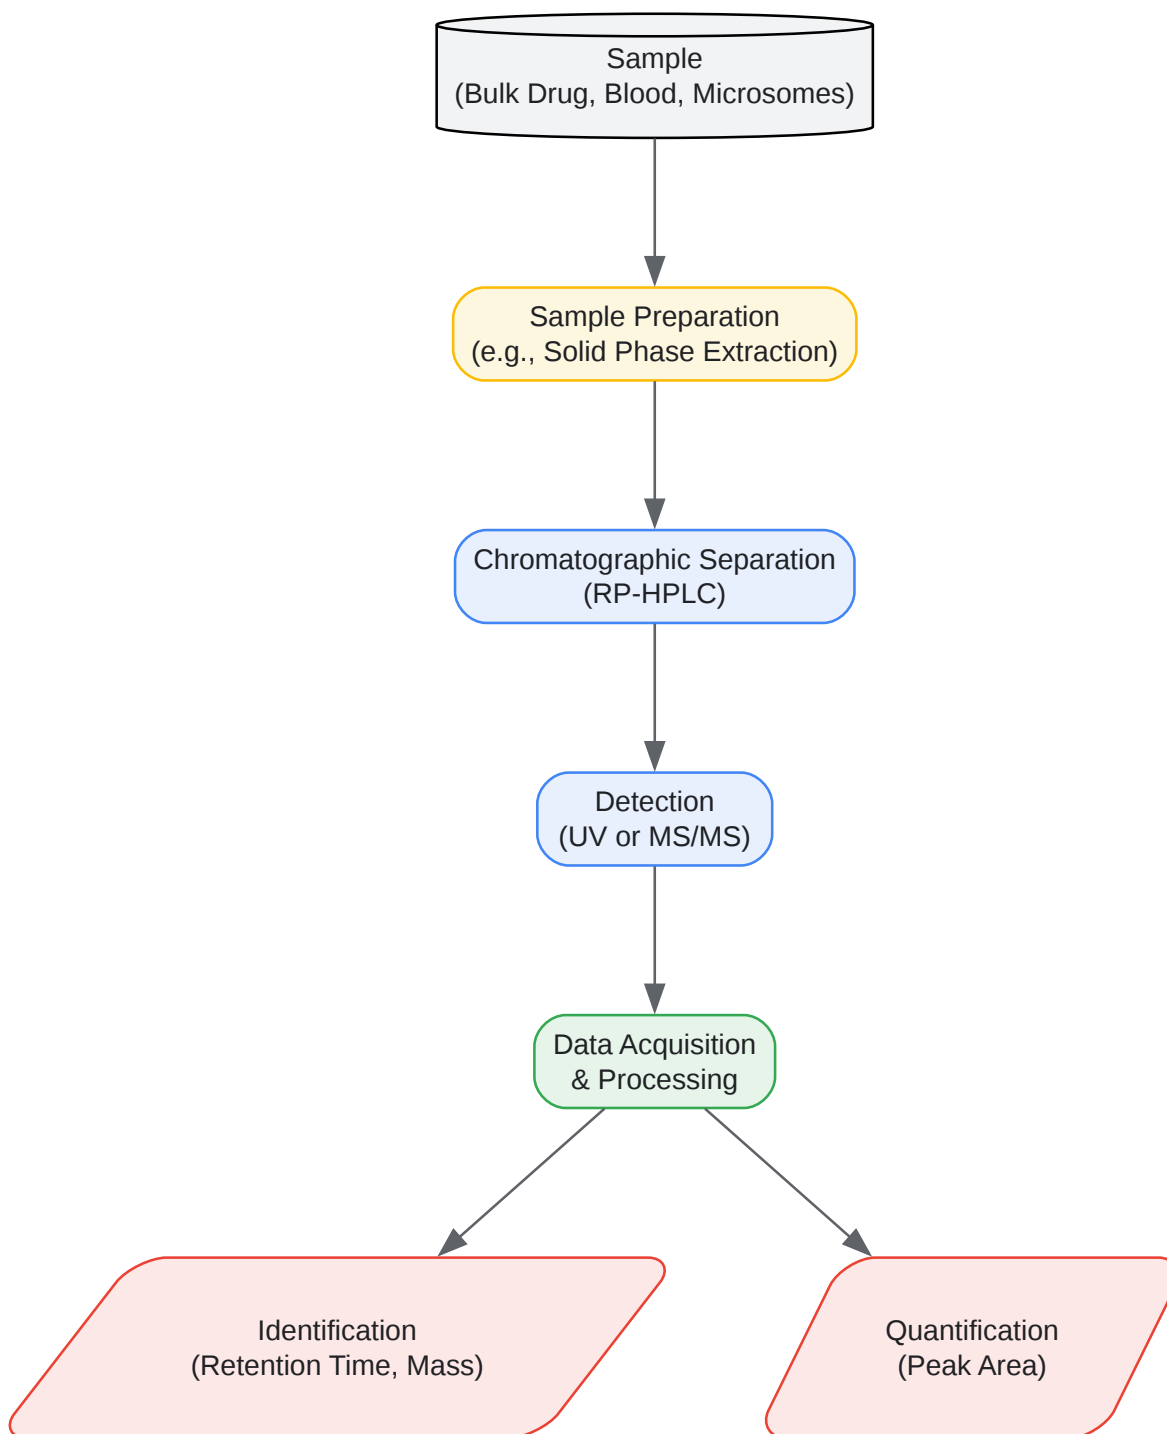 Sample
(Bulk Drug, Blood, Microsomes)
Sample Preparation
(e.g., Solid Phase Extraction)
Chromatographic Separation
(RP-HPLC)
Detection
(UV or MS/MS)
Data Acquisition
& Processing
Identification
(Retention Time, Mass)
Quantification
(Peak Area)